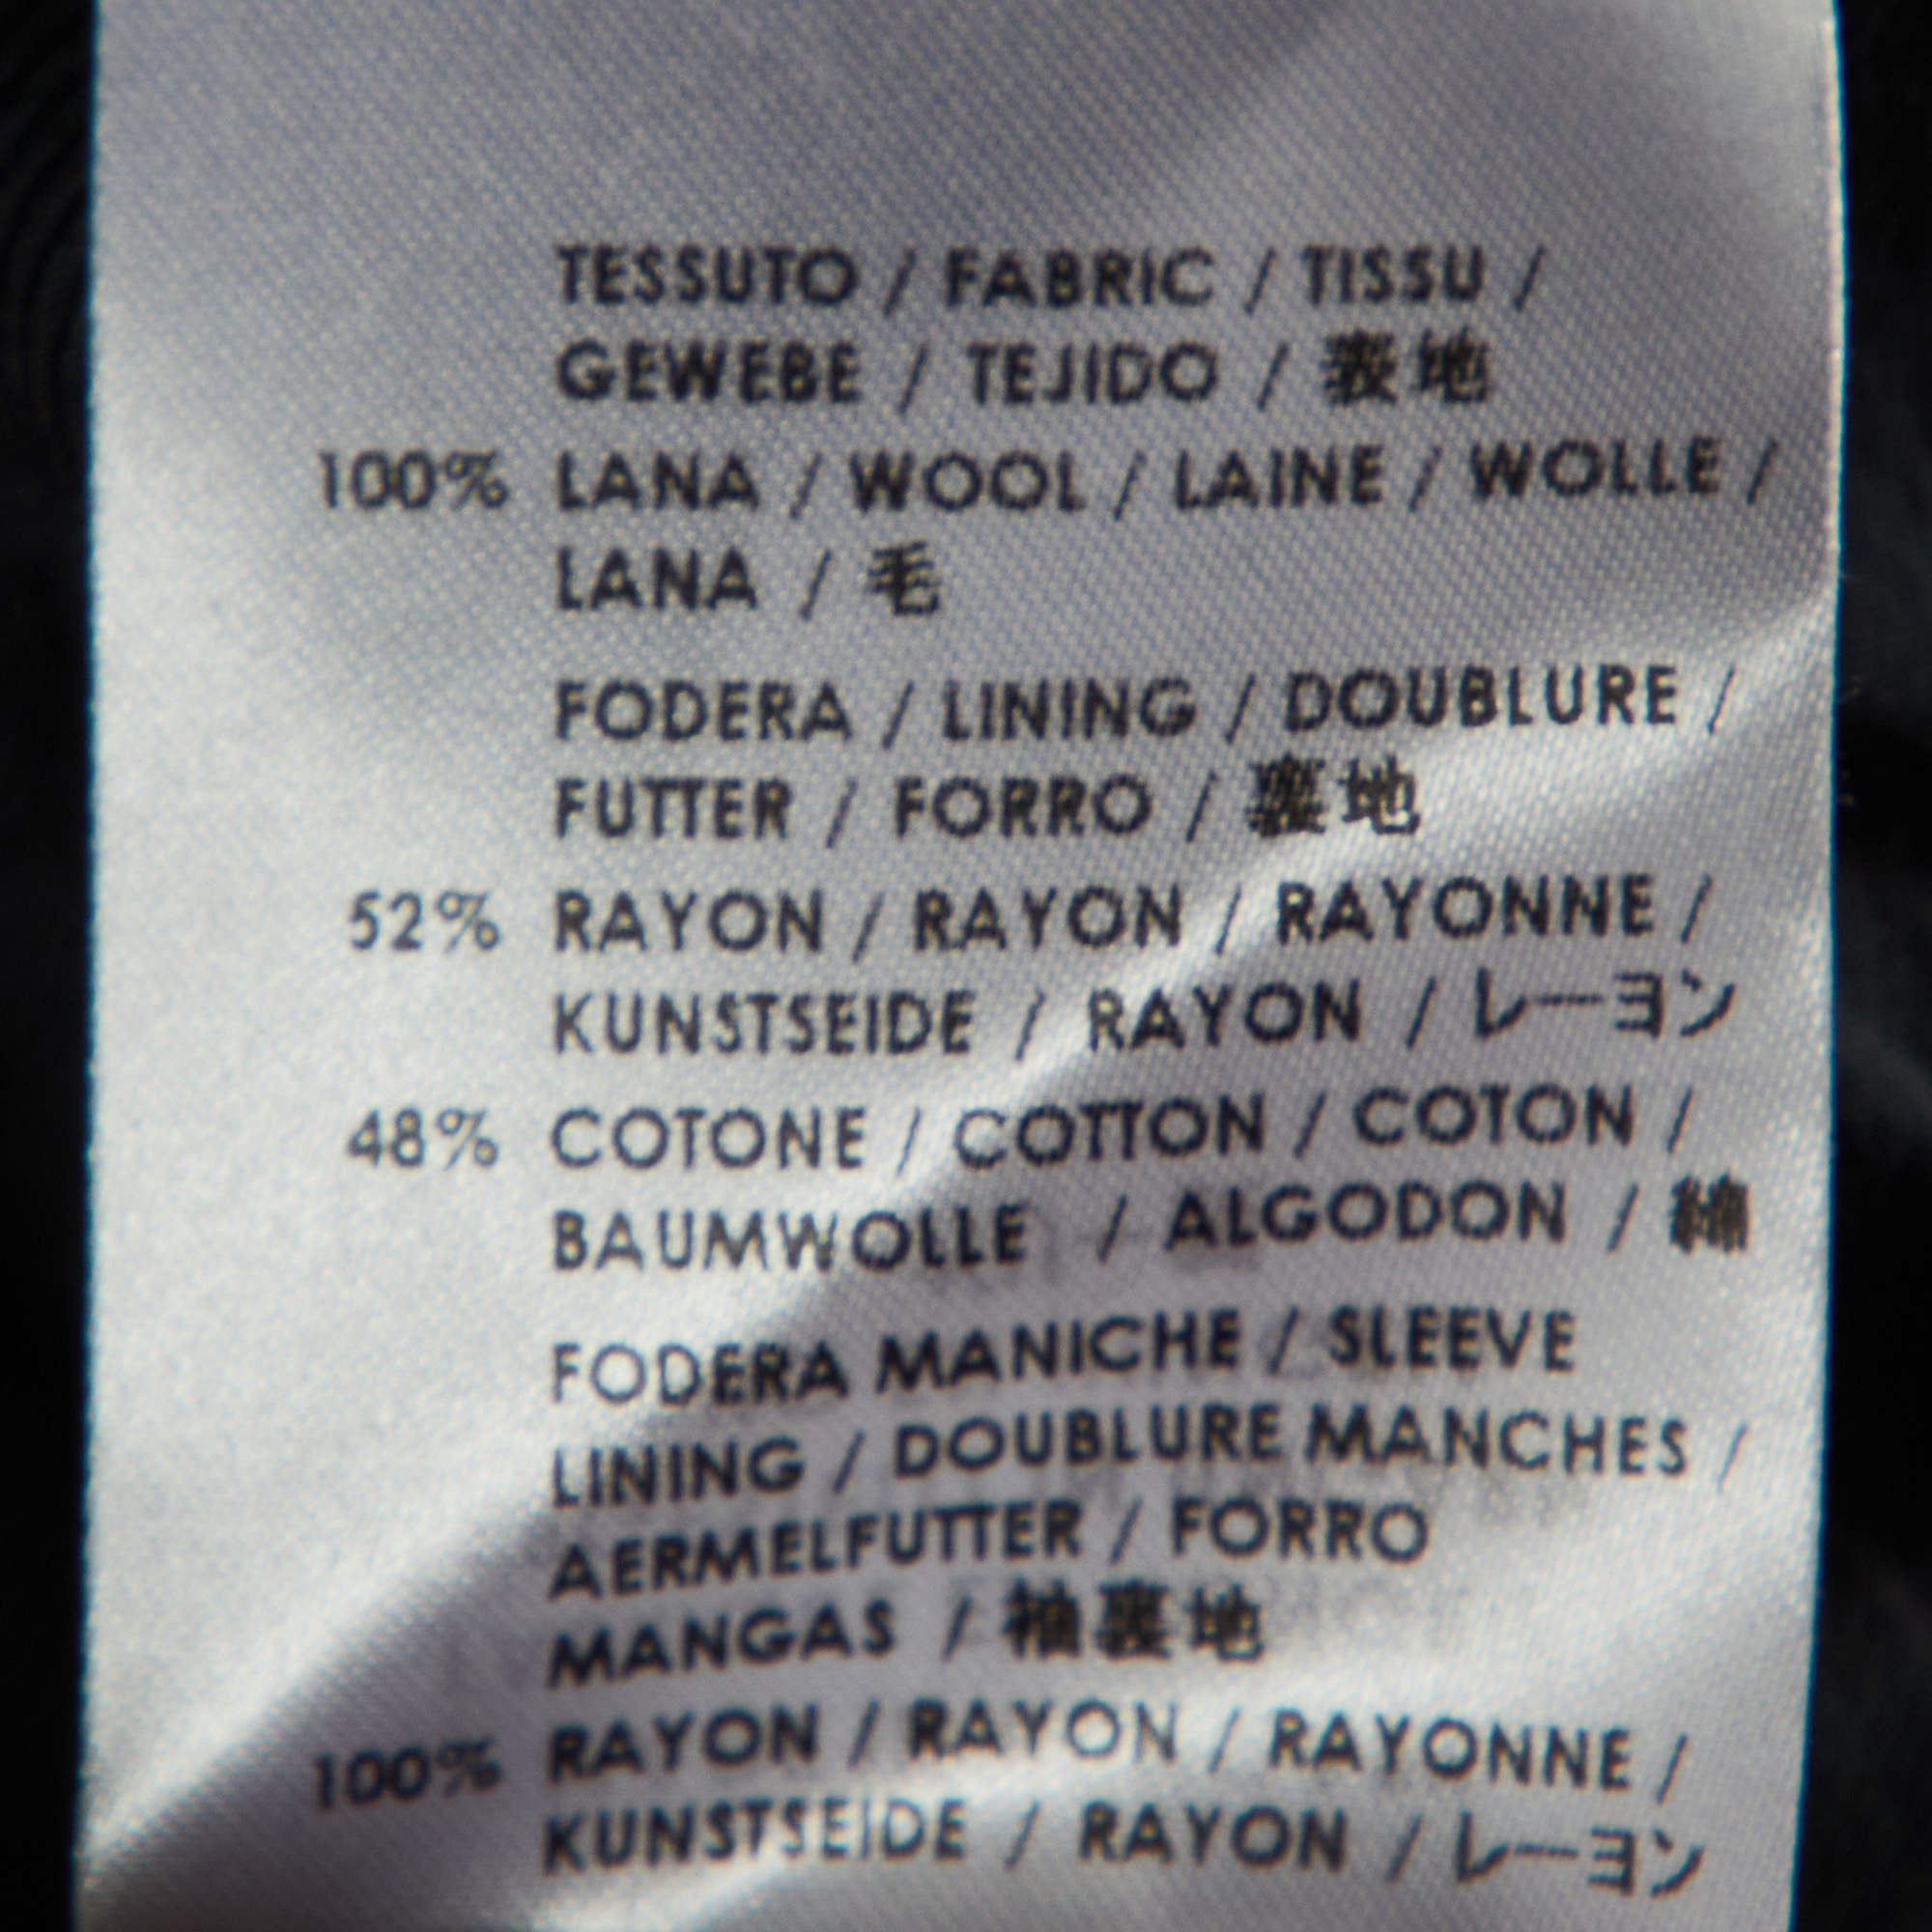 TESSUTO / FABRIC / TISSU /
GEWEBE / TEJIDO / 表地
100% LANA / WOOL / LAINE / WOLLE /
LANA / 毛
FODERA / LINING / DOUBLURE /
FUTTER / FORRO / 裏地
52% RAYON / RAYON / RAYONNE /
KUNSTSEIDE / RAYON / レーヨン
48% COTONE / COTTON / COTON /
BAUMWOLLE / ALGODON / 綿
FODERA MANICHE / SLEEVE
LINING / DOUBLURE MANCHES /
AERMELFUTTER / FORRO
MANGAS / 袖裏地
100% RAYON / RAYON / RAYONNE /
KUNSTSEIDE / RAYON / レーヨン